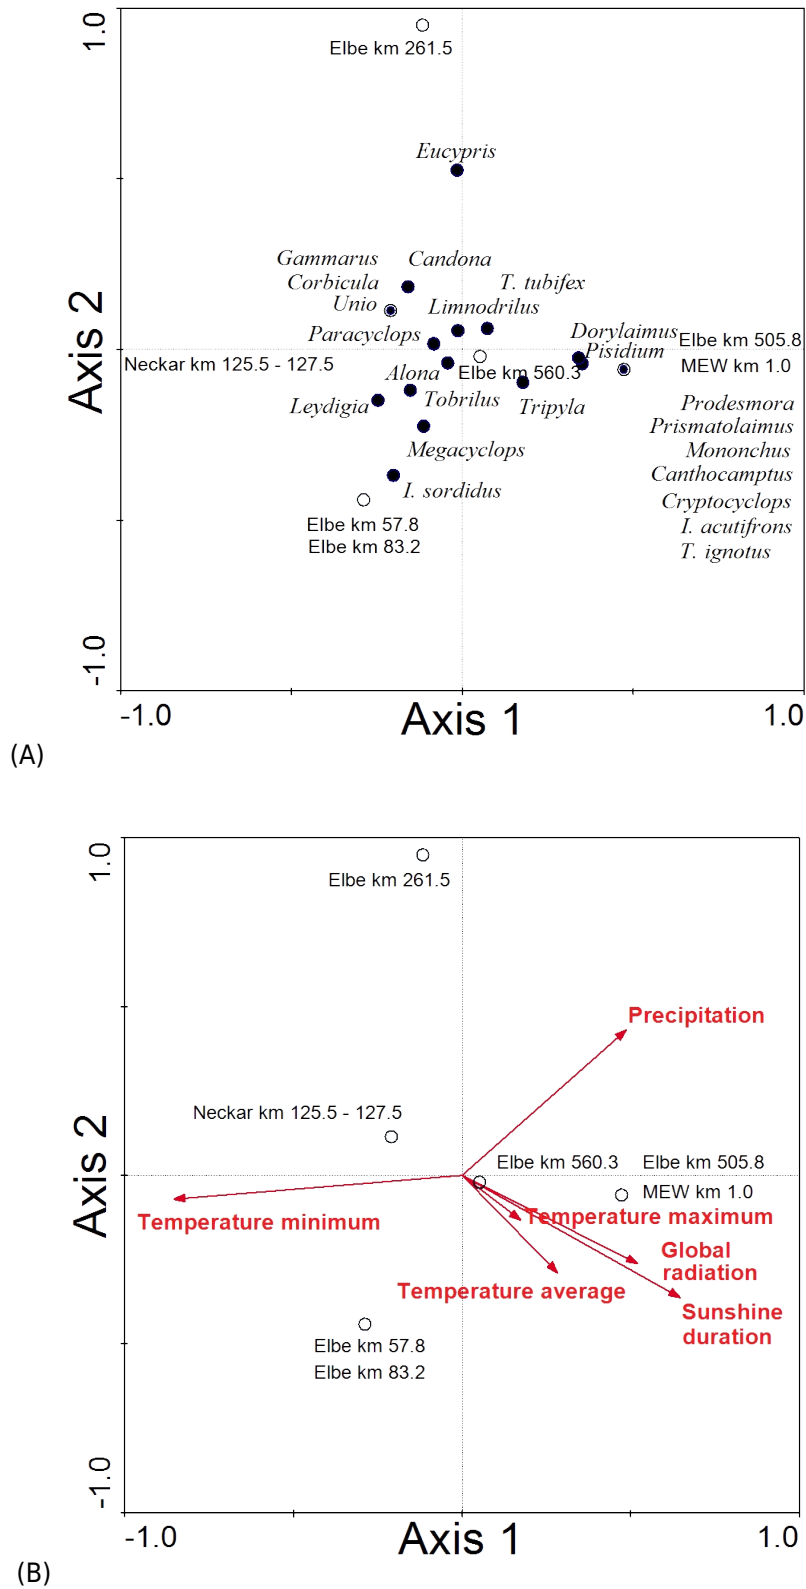 1.0
Elbe km 261.5
Eucypris
Gammarus Candona
Corbicula T. tubifex
Unio Limnodrilus
Paracyclops Dorylaimus Elbe km 505.8
Pisidium
Neckar km 125.5 - 127.5 Elbe km 560.3 MEW km 1.0
Alona
Leydigia Tobrilus Tripyla Prodesmora
Prismatolaimus
Megacyclops Mononchus
Canthocamptus
I. sordidus Cryptocyclops
Elbe km 57.8 I. acutifrons
Elbe km 83.2 T. ignotus
Axis 2
-1.0
-1.0 Axis 1 1.0
(A)
1.0
Elbe km 261.5
Precipitation
Neckar km 125.5 - 127.5
Elbe km 560.3 Elbe km 505.8
MEW km 1.0
Temperature minimum Temperature maximum
Global
radiation
Temperature average
Sunshine
duration
Elbe km 57.8
Elbe km 83.2
Axis 2
-1.0
-1.0 Axis 1 1.0
(B)